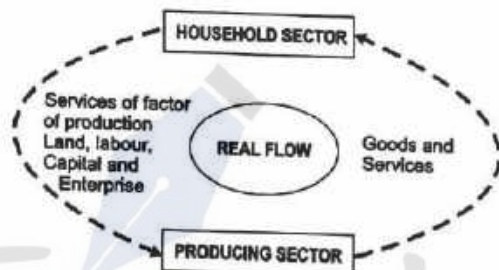 HOUSEHOLD SECTOR
Services of factor
of production
Land, labour,
Capital and
Enterprise
REAL FLOW
Goods and
Services
PRODUCING SECTOR